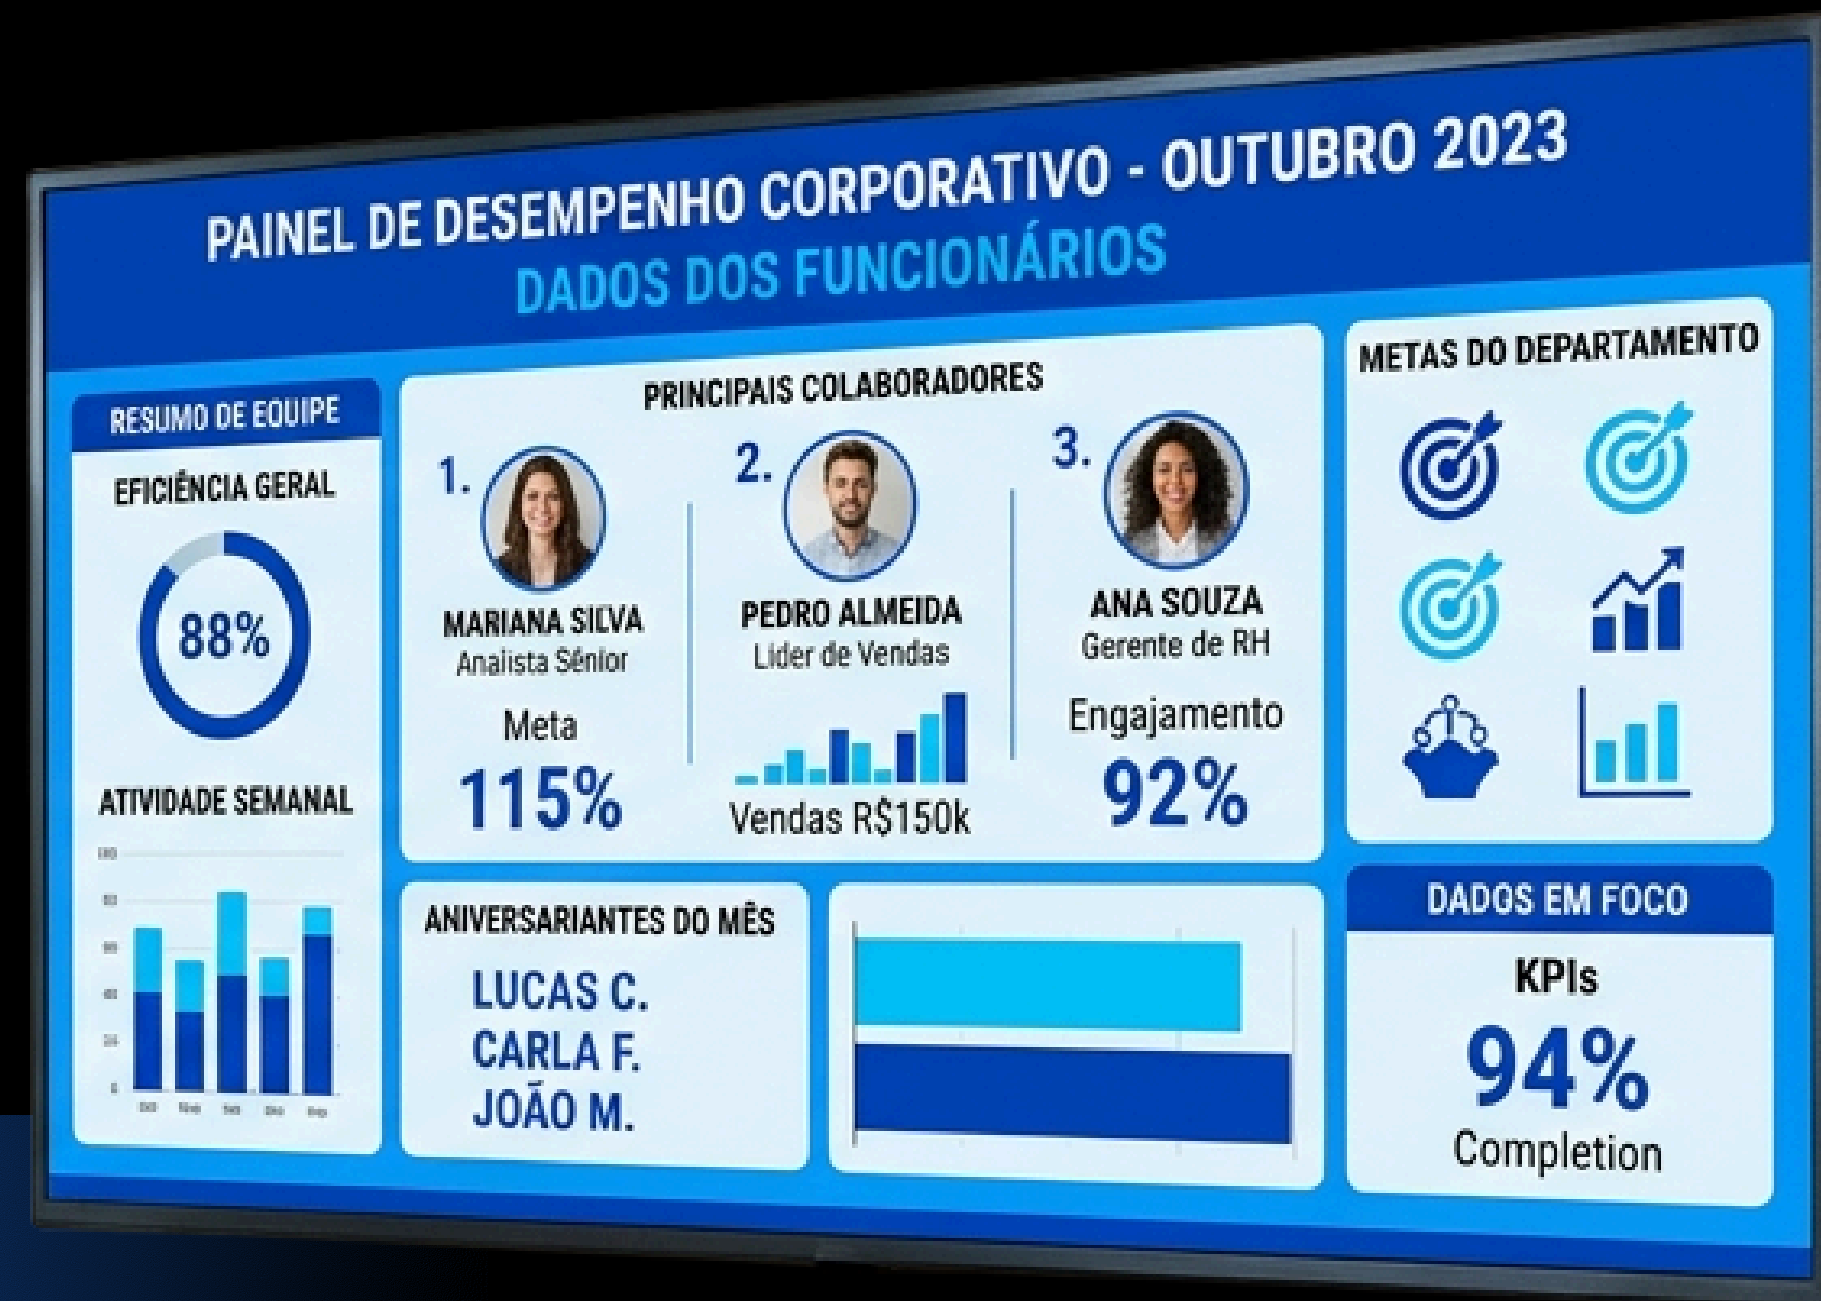 PAINEL DE DESEMPENHO CORPORATIVO - OUTUBRO 2023
DADOS DOS FUNCIONÁRIOS
RESUMO DE EQUIPE
EFICIÊNCIA GERAL
88%
ATIVIDADE SEMANAL
0
PRINCIPAIS COLABORADORES
1.
MARIANA SILVA
Analista Sênior
Meta
115%
2.
PEDRO ALMEIDA
Líder de Vendas
Vendas R$150k
3.
ANA SOUZA
Gerente de RH
Engajamento
92%
METAS DO DEPARTAMENTO
ANIVERSARIANTES DO MÊS
LUCAS C.
CARLA F.
JOÃO M.
DADOS EM FOCO
KPIs
94%
Completion